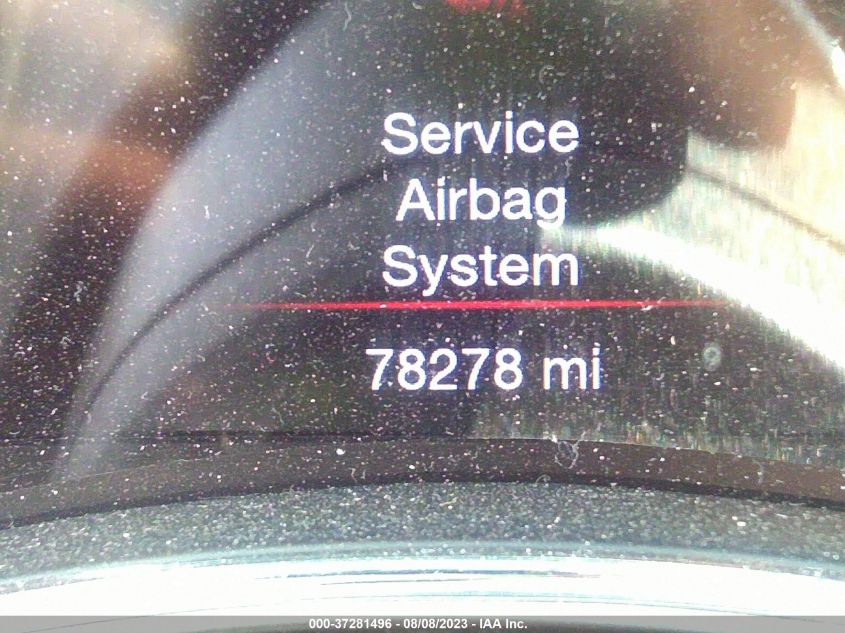 Service
Airbag
System
78278 mi
000-37281496 - 08/08/2023 - IAA Inc.